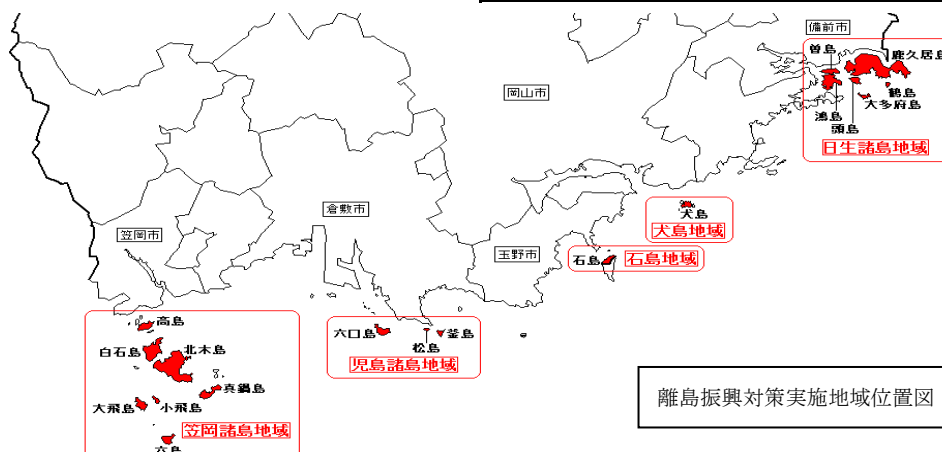 備前市
曽島
鹿久居島
鶴島
大多府島
鴻島
頭島
日生諸島地域
岡山市
犬島
犬島地域
倉敷市
笠岡市
玉野市
石島
石島地域
高島
白石島
北木島
真鍋島
大飛島
小飛島
笠岡諸島地域
六島
六口島
松島
釜島
児島諸島地域
離島振興対策実施地域位置図